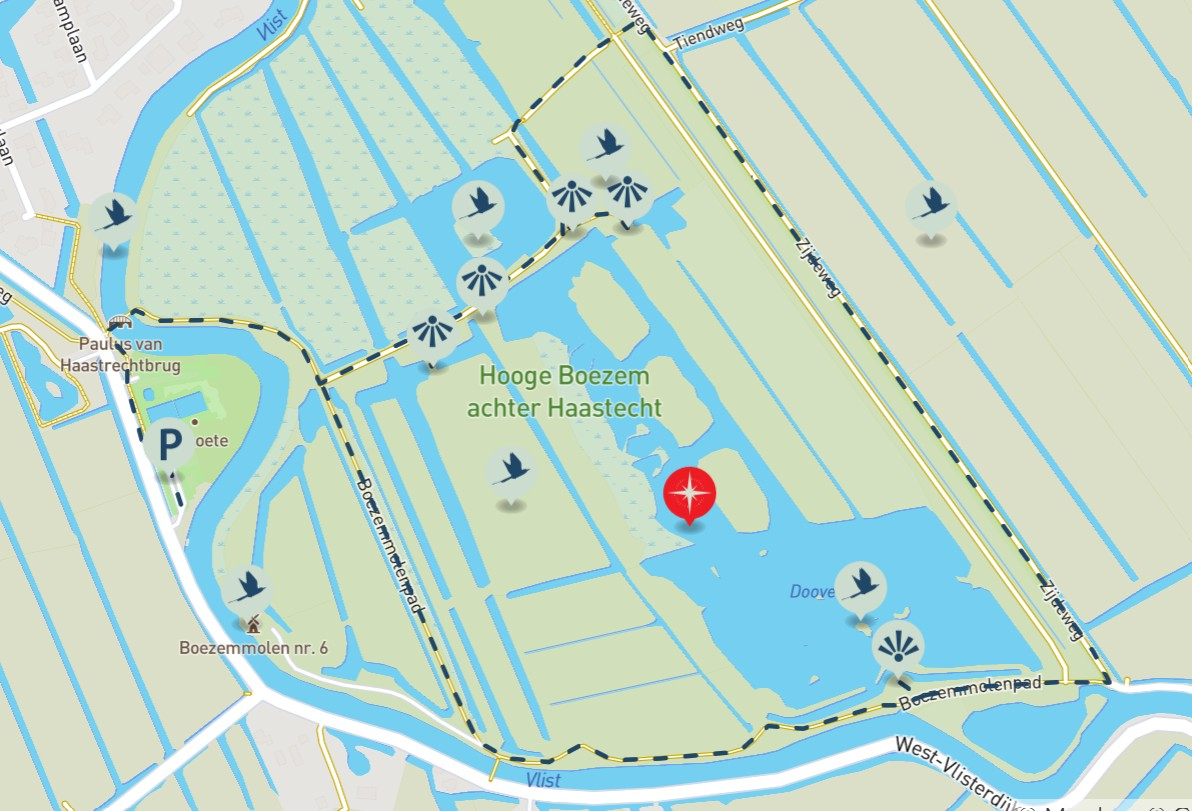 Vlist
Tiendweg
Zijdeweg
Paulus van
Haastrechtbrug
Hooge Boezem
achter Haastecht
P
oete
Boezemmolenpad
Doove
Zijdeweg
Boezemmolen nr. 6
Boezemmolenpad
West-Vlisterdijk
Vlist